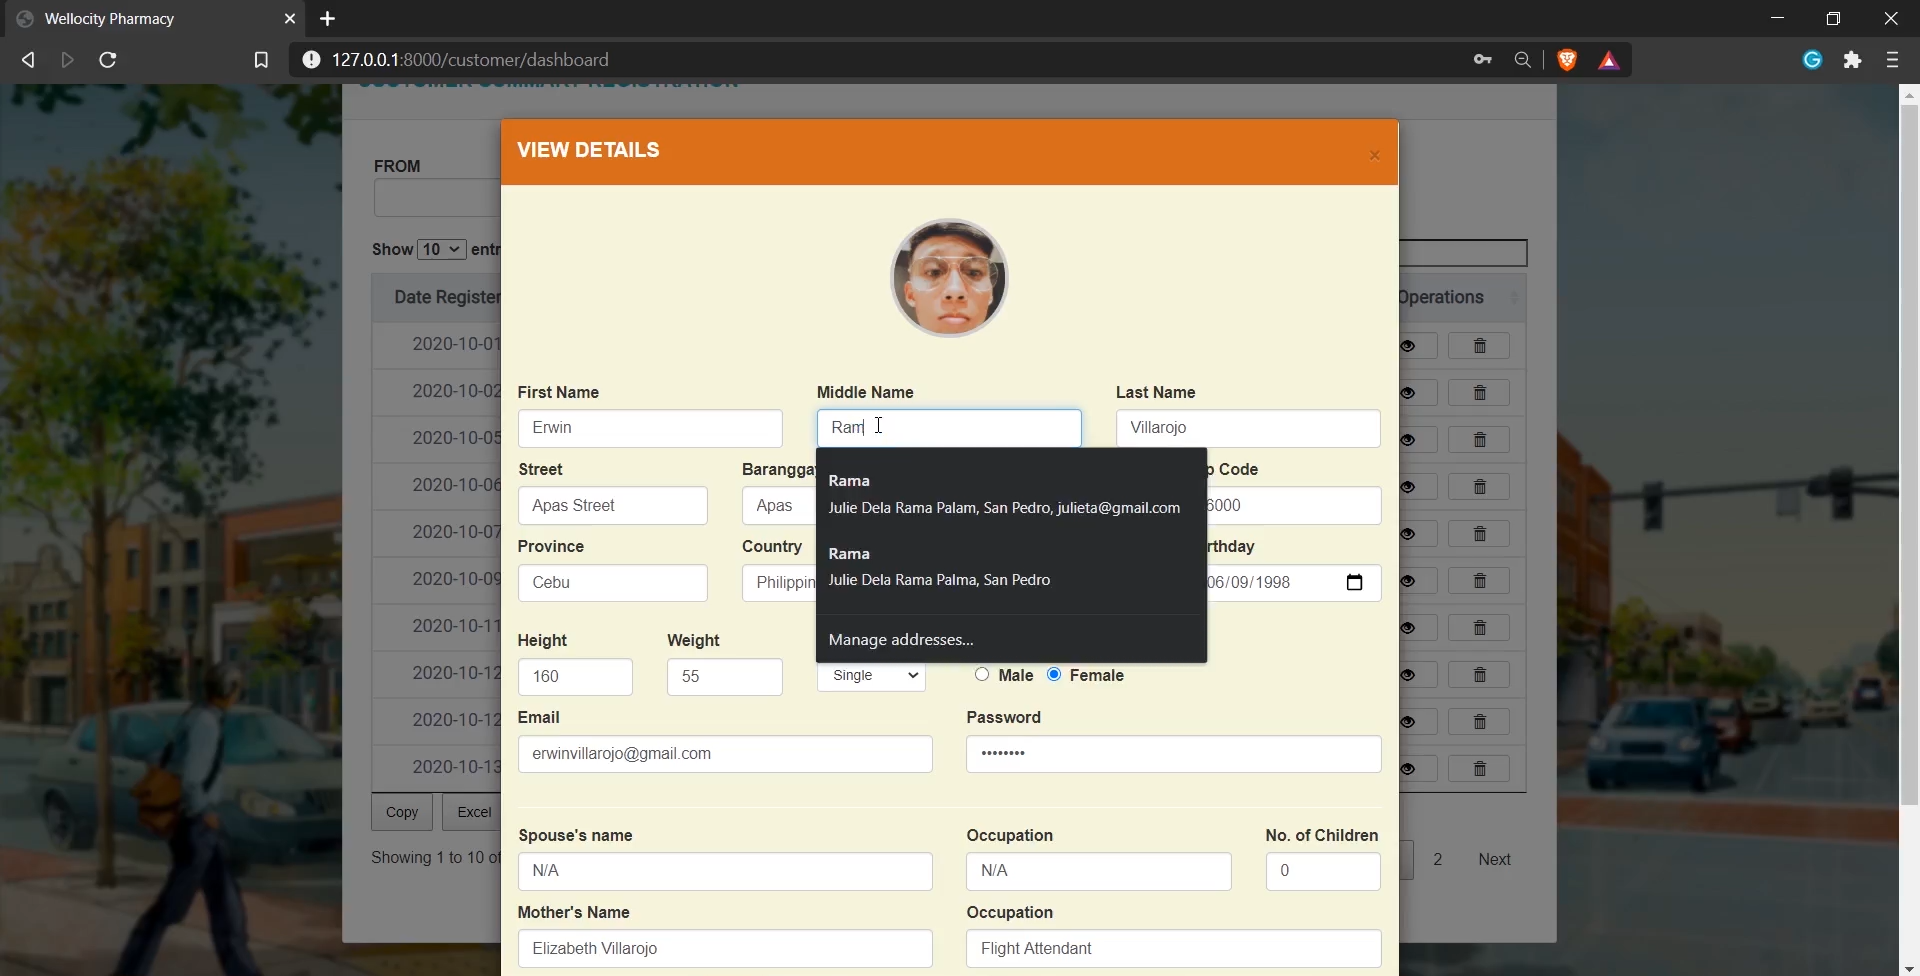 Wellocity Pharmacy
127.0.0.1:8000/customer/dashboard
CUSTOMER SUMMARY REGISTRATION
VIEW DETAILS
×
FROM
Show 10 entr
Date Register
Operations
2020-10-01
2020-10-02
2020-10-05
2020-10-06
2020-10-07
2020-10-09
2020-10-11
2020-10-12
2020-10-12
2020-10-13
Copy Excel
Showing 1 to 10 of
2 Next
First Name Middle Name Last Name
Erwin Ram Villarojo
Street Barangga p Code
Apas Street Apas 6000
Province Country rthday
Cebu Philippin 06/09/1998
Rama
Julie Dela Rama Palam, San Pedro, julieta@gmail.com
Rama
Julie Dela Rama Palma, San Pedro
Manage addresses...
Height Weight
160 55 Single Male Female
Email Password
erwinvillarojo@gmail.com ••••••••
Spouse's name Occupation No. of Children
N/A N/A 0
Mother's Name Occupation
Elizabeth Villarojo Flight Attendant